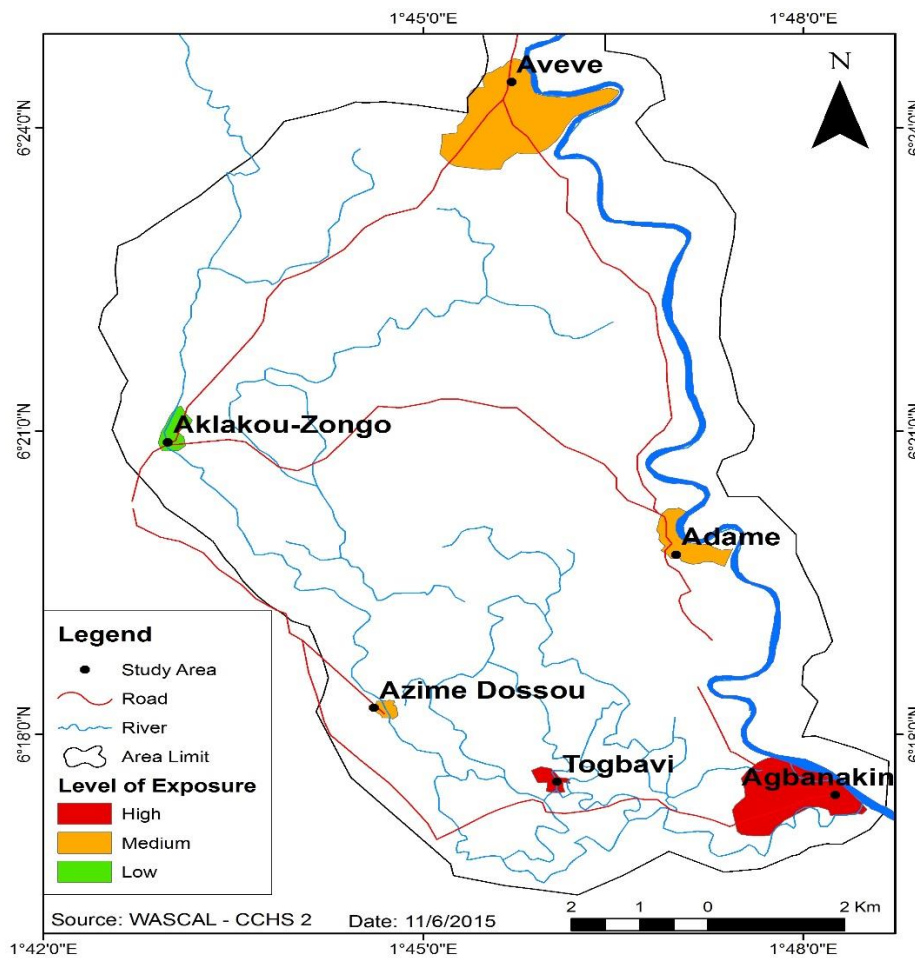 1°45'0"E
1°48'0"E
N
Aveve
6°24'0"N
6°24'0"N
Aklakou-Zongo
6°21'0"N
6°21'0"N
Adame
Legend
Study Area
Road
River
Area Limit
Level of Exposure
High
Medium
Low
Azime Dossou
6°18'0"N
6°18'0"N
Togbavi
Agbanakin
Source: WASCAL - CCHS 2
Date: 11/6/2015
2 1 0 2 Km
1°42'0"E
1°45'0"E
1°48'0"E